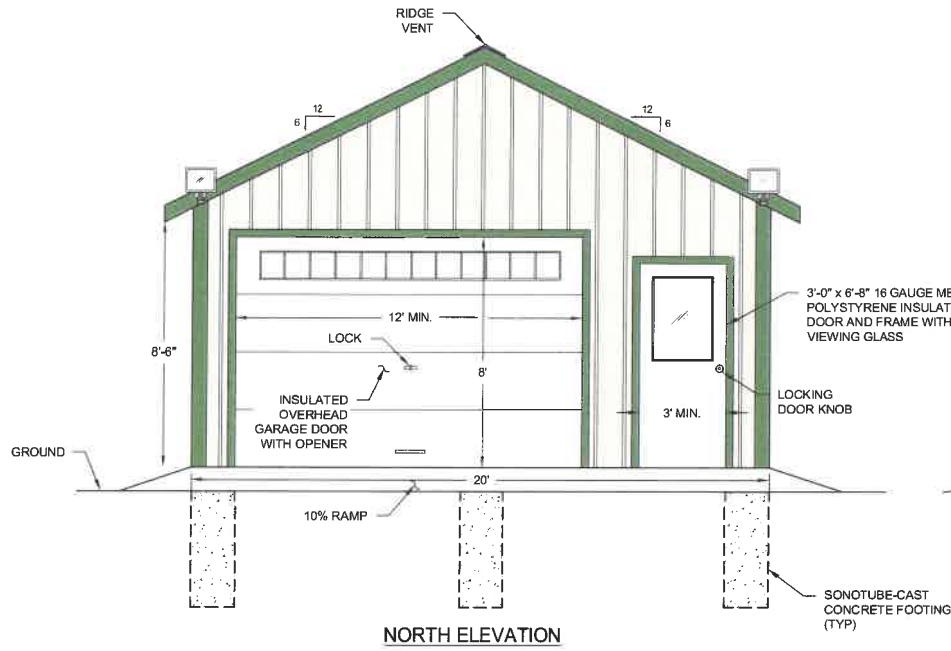 RIDGE
VENT
12
6
12
6
3'-0" x 6'-8" 16 GAUGE ME
POLYSTYRENE INSULAT
DOOR AND FRAME WITH
VIEWING GLASS
12' MIN.
LOCK
8'-6"
8'
INSULATED
OVERHEAD
GARAGE DOOR
WITH OPENER
3' MIN.
LOCKING
DOOR KNOB
GROUND
20'
10% RAMP
SONOTUBE-CAST
CONCRETE FOOTING
(TYP)
NORTH ELEVATION